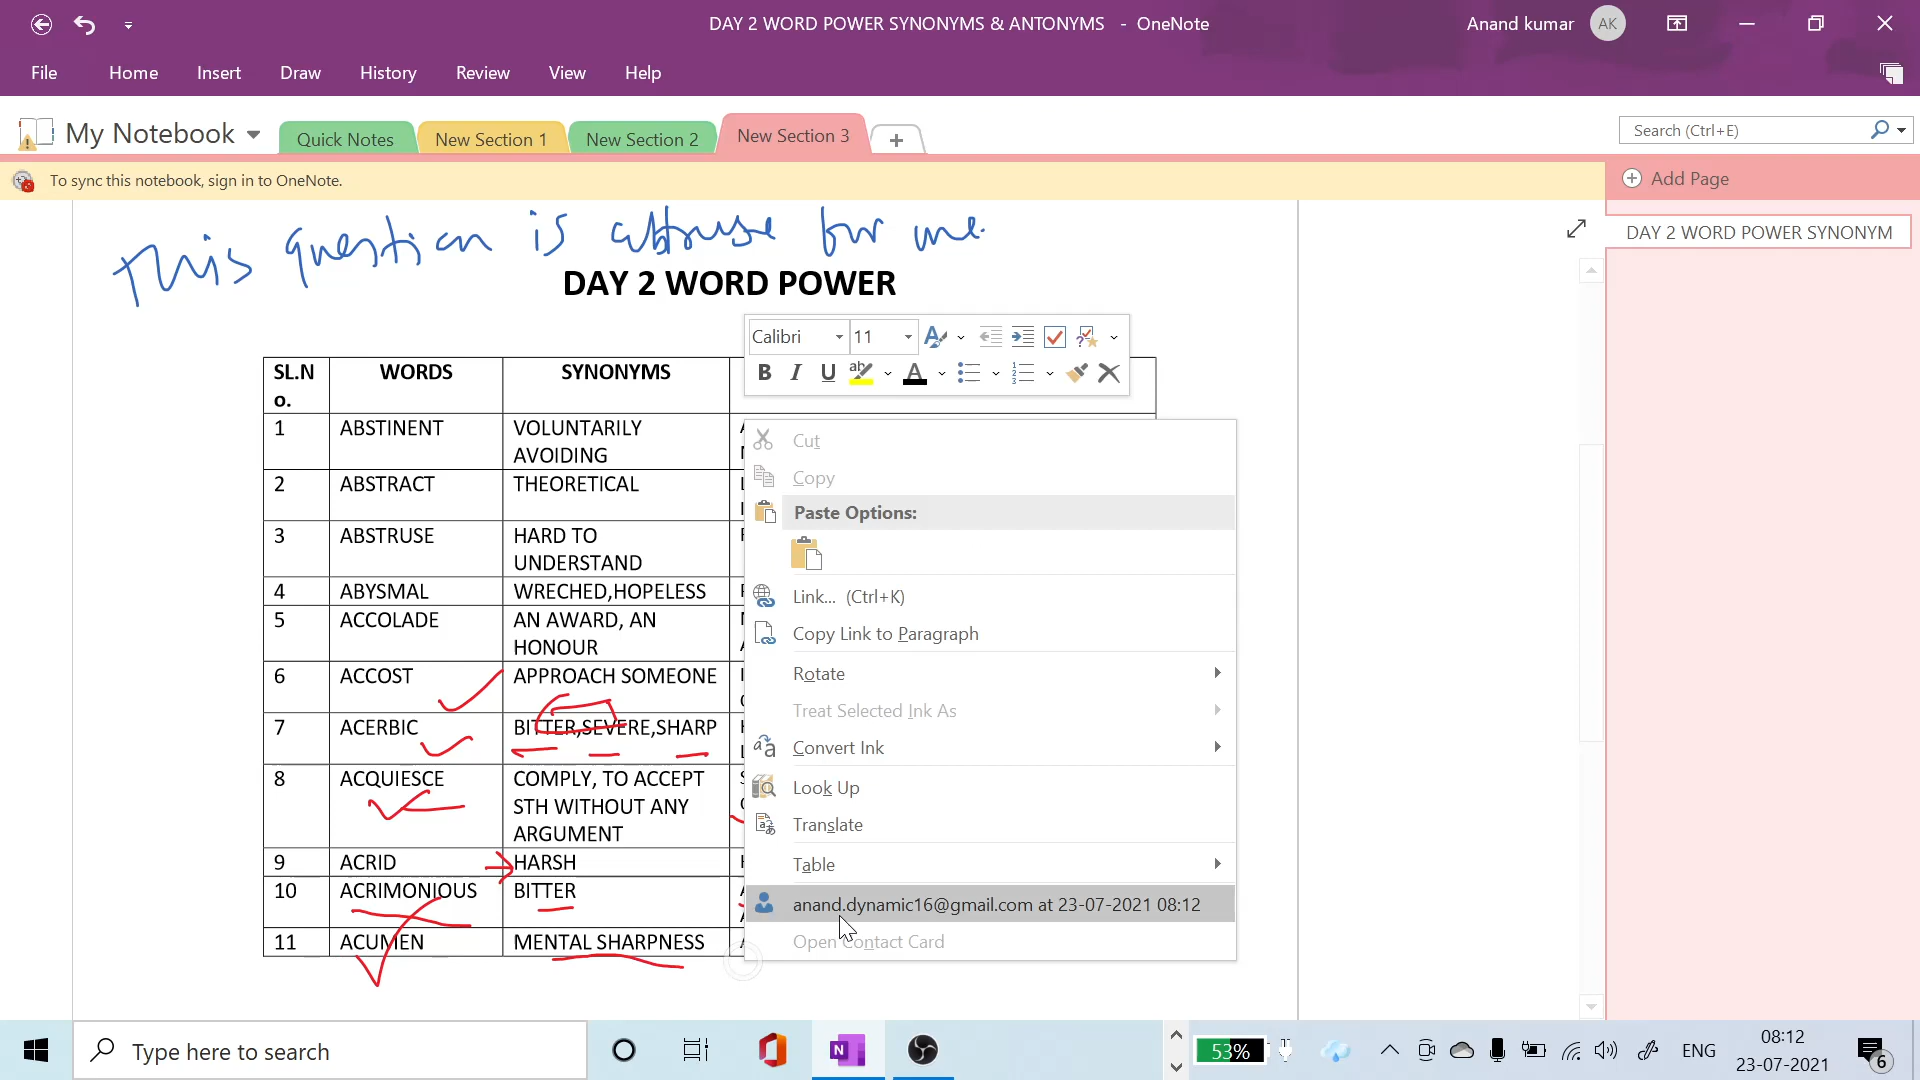 DAY 2 WORD POWER SYNONYMS & ANTONYMS - OneNote
Anand kumar
AK
File Home Insert Draw History Review View Help
My Notebook
Quick Notes
New Section 1
New Section 2
New Section 3
Search (Ctrl+E)
To sync this notebook, sign in to OneNote.
Add Page
DAY 2 WORD POWER SYNONYM
This question is abtruse for me.
DAY 2 WORD POWER
Calibri 11
B I U ab A
SL.N
o.
WORDS SYNONYMS
1 ABSTINENT VOLUNTARILY
AVOIDING
2 ABSTRACT THEORETICAL
3 ABSTRUSE HARD TO
UNDERSTAND
4 ABYSMAL WRECHED,HOPELESS
5 ACCOLADE AN AWARD, AN
HONOUR
6 ACCOST APPROACH SOMEONE
7 ACERBIC BITTER,SEVERE,SHARP
8 ACQUIESCE COMPLY, TO ACCEPT
STH WITHOUT ANY
ARGUMENT
9 ACRID HARSH
10 ACRIMONIOUS BITTER
11 ACUMEN MENTAL SHARPNESS
Cut
Copy
Paste Options:
Link... (Ctrl+K)
Copy Link to Paragraph
Rotate
Treat Selected Ink As
Convert Ink
Look Up
Translate
Table
anand.dynamic16@gmail.com at 23-07-2021 08:12
Open Contact Card
Type here to search
53%
ENG
08:12
23-07-2021
6